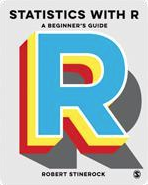 STATISTICS WITH R
A BEGINNER'S GUIDE
R
ROBERT STINEROCK